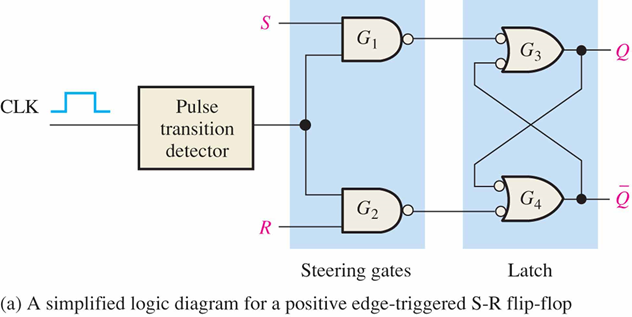 S
G1
G3
Q
CLK
Pulse
transition
detector
G2
G4
Q̅
R
Steering gates
Latch
(a) A simplified logic diagram for a positive edge-triggered S-R flip-flop